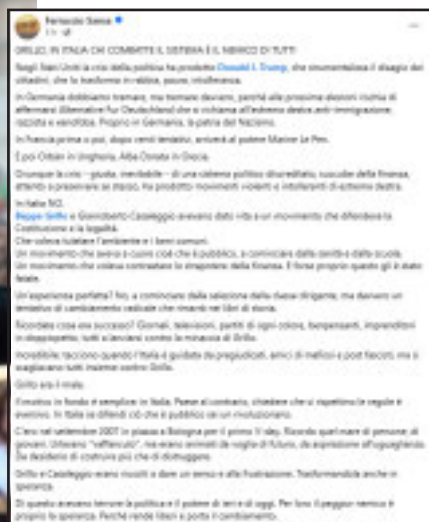 Ferruccio Sansa
GRILLO, IN ITALIA CHI COMBATTE IL SISTEMA È IL NEMICO DI TUTTI
Negli Stati Uniti la crisi della politica ha prodotto Donald J. Trump, che strumentalizza il disagio dei
cittadini, che lo trasforma in rabbia, paura, intolleranza.
In Germania dobbiamo tremare, ma tremare davvero, perché alle prossime elezioni rischia di
affermarsi Alternative Fur Deutschland che si richiama all'estrema destra anti-immigrazione
razzista e xenofoba. Proprio in Germania, la patria del Nazismo.
In Francia prima o poi, dopo venti tentativi, arriverà al potere Marine Le Pen.
E poi Orbán in Ungheria, Alba Dorata in Grecia.
Ovunque la crisi - giusta, inevitabile - di una sistema politico discreditato, succube della finanza,
attento a preservare se stesso, ha prodotto movimenti violenti e intolleranti di estrema destra.
In Italia NO.
Beppe Grillo e Gianroberto Casaleggio avevano dato vita a un movimento che difendeva la
Costituzione e la legalità.
Che voleva tutelare l'ambiente e i beni comuni.
Un movimento che aveva a cuore ciò che è pubblico, a cominciare dalla sanità e dalla scuola.
Un movimento che voleva contrastare lo strapotere della finanza. E forse proprio questo gli è stato
fatale.
Un'esperienza perfetta? No, a cominciare dalla selezione della classe dirigente, ma davvero un
tentativo di cambiamento radicale che rimarrà nei libri di storia.
Ricordate cosa era successo? Giornali, televisioni, partiti di ogni colore, benpensanti, imprenditori
in doppiopetto, tutti a lanciarsi contro la minaccia di Grillo.
Incredibile: tacciono quando l'Italia è guidata da pregiudicati, amici di mafiosi e post fascisti, ma si
scagliavano tutti insieme contro Grillo.
Grillo era il male.
Il motivo in fondo è semplice: in Italia, Paese al contrario, chiedere che si rispettino le regole è
eversivo. In Italia se difendi ciò che è pubblico sei un rivoluzionario.
C'ero nel settembre 2007 in piazza a Bologna per il primo V day. Ricordo quel mare di persone, di
giovani. Urlavano "vaffanculo", ma erano animati da voglia di futuro, da aspirazione all'uguaglianza.
Da desiderio di costruire più che di distruggere.
Grillo e Casaleggio erano riusciti a dare un senso e alla frustrazione. Trasformandola anche in
speranza.
Di questo avevano terrore la politica e il potere di ieri e di oggi. Per loro il peggior nemico è
proprio la speranza. Perché rende liberi e porta il cambiamento.